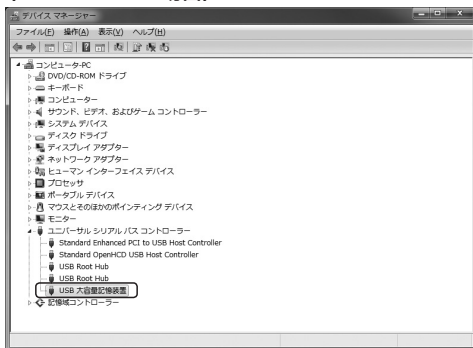 デバイス マネージャー
ファイル(F) 操作(A) 表示(V) ヘルプ(H)
コンピュータ-PC
DVD/CD-ROM ドライブ
キーボード
コンピューター
サウンド、ビデオ、およびゲーム コントローラー
システム デバイス
ディスク ドライブ
ディスプレイ アダプター
ネットワーク アダプター
ヒューマン インターフェイス デバイス
プロセッサ
ポータブル デバイス
マウスとそのほかのポインティング デバイス
モニター
ユニバーサル シリアル バス コントローラー
Standard Enhanced PCI to USB Host Controller
Standard OpenHCD USB Host Controller
USB Root Hub
USB Root Hub
USB 大容量記憶装置
記憶域コントローラー